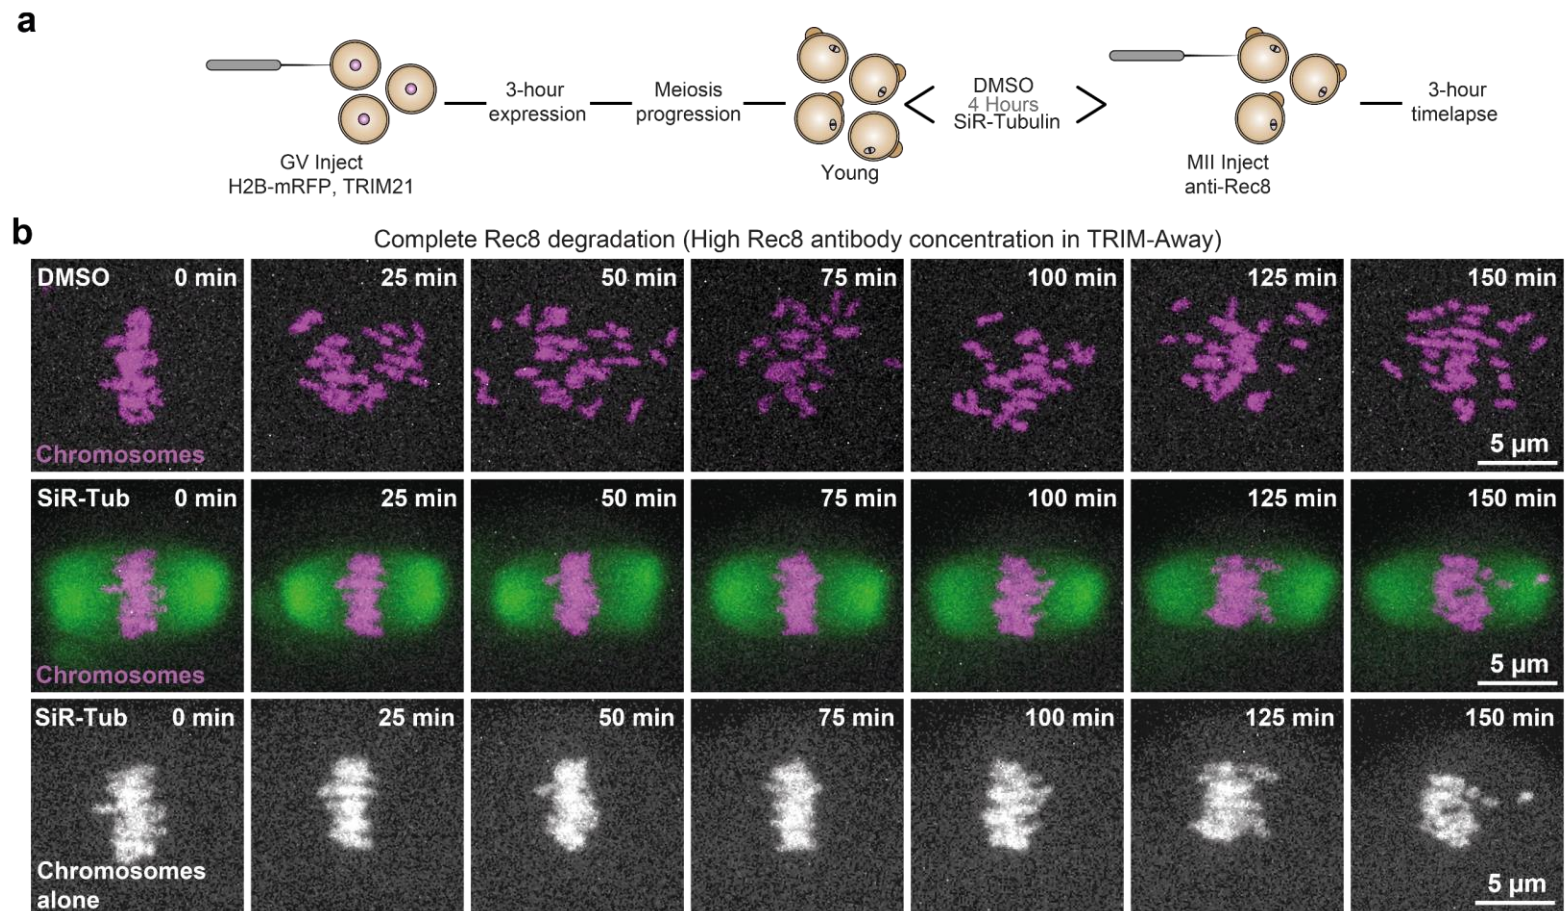 a
GV Inject
H2B-mRFP, TRIM21
3-hour
expression
Meiosis
progression
Young
DMSO
4 Hours
SiR-Tubulin
MII Inject
anti-Rec8
3-hour
timelapse
b
Complete Rec8 degradation (High Rec8 antibody concentration in TRIM-Away)
DMSO 0 min 25 min 50 min 75 min 100 min 125 min 150 min
Chromosomes 5 µm
SiR-Tub 0 min 25 min 50 min 75 min 100 min 125 min 150 min
Chromosomes 5 µm
SiR-Tub 0 min 25 min 50 min 75 min 100 min 125 min 150 min
Chromosomes
alone 5 µm